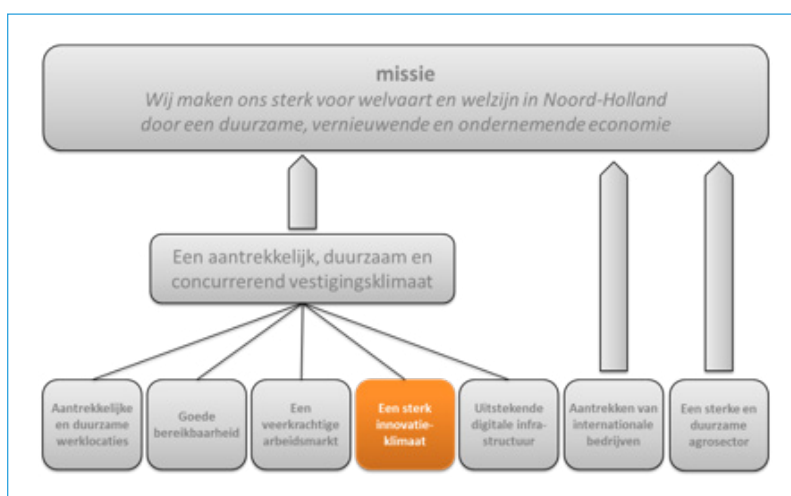 missie
Wij maken ons sterk voor welvaart en welzijn in Noord-Holland
door een duurzame, vernieuwende en ondernemende economie
Een aantrekkelijk, duurzaam en
concurrerend vestigingsklimaat
Aantrekkelijke
en duurzame
werklocaties
Goede
bereikbaarheid
Een
veerkrachtige
arbeidsmarkt
Een sterk
innovatie-
klimaat
Uitstekende
digitale infra-
structuur
Aantrekken van
internationale
bedrijven
Een sterke en
duurzame
agrosector